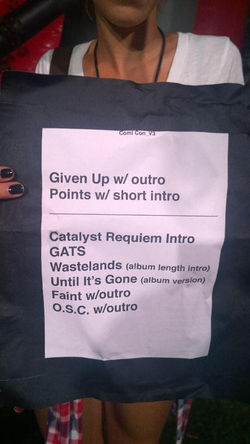 Comi Con_V3
Given Up w/ outro
Points w/ short intro
Catalyst Requiem Intro
GATS
Wastelands (album length intro)
Until It's Gone (album version)
Faint w/outro
O.S.C. w/outro